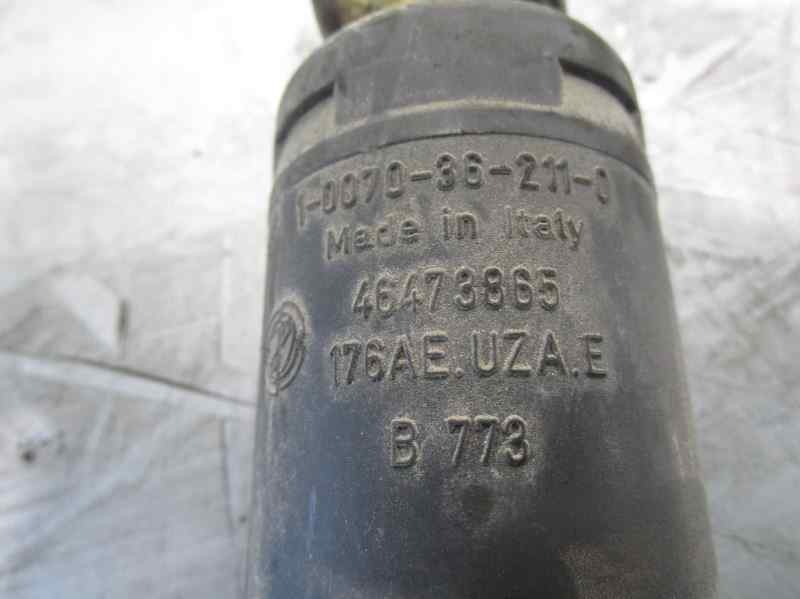 1-0070-36-211-0
Made in Italy
46473865
176AE.UZA.E
B 773